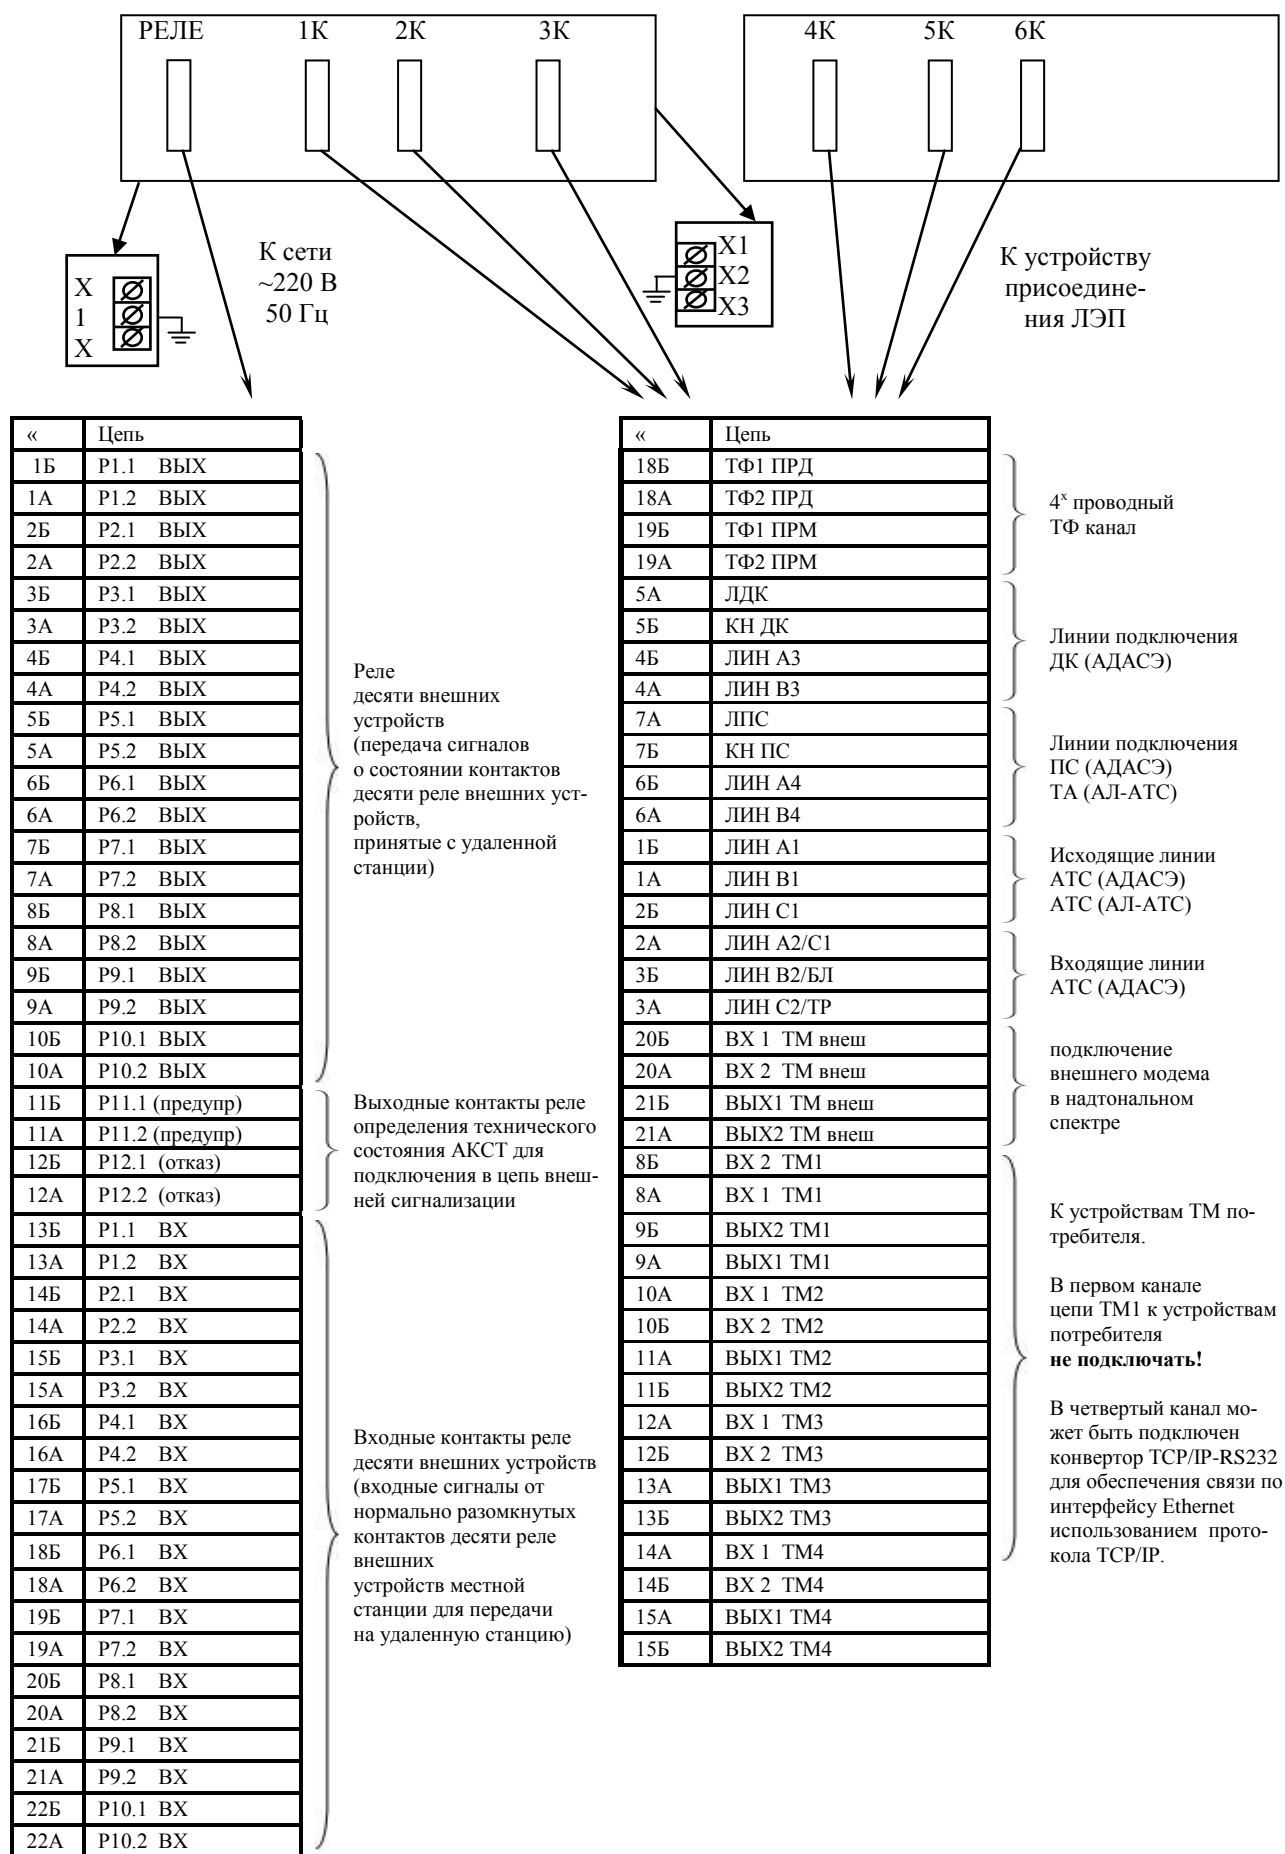 РЕЛЕ 1К 2К 3К 4К 5К 6К
К сети
~220 В
50 Гц
Х
1
Х
Х1
Х2
Х3
К устройству
присоедине-
ния ЛЭП
« Цепь
1Б Р1.1 ВЫХ
1А Р1.2 ВЫХ
2Б Р2.1 ВЫХ
2А Р2.2 ВЫХ
3Б Р3.1 ВЫХ
3А Р3.2 ВЫХ
4Б Р4.1 ВЫХ
4А Р4.2 ВЫХ
5Б Р5.1 ВЫХ
5А Р5.2 ВЫХ
6Б Р6.1 ВЫХ
6А Р6.2 ВЫХ
7Б Р7.1 ВЫХ
7А Р7.2 ВЫХ
8Б Р8.1 ВЫХ
8А Р8.2 ВЫХ
9Б Р9.1 ВЫХ
9А Р9.2 ВЫХ
10Б Р10.1 ВЫХ
10А Р10.2 ВЫХ
11Б Р11.1 (предупр)
11А Р11.2 (предупр)
12Б Р12.1 (отказ)
12А Р12.2 (отказ)
13Б Р1.1 ВХ
13А Р1.2 ВХ
14Б Р2.1 ВХ
14А Р2.2 ВХ
15Б Р3.1 ВХ
15А Р3.2 ВХ
16Б Р4.1 ВХ
16А Р4.2 ВХ
17Б Р5.1 ВХ
17А Р5.2 ВХ
18Б Р6.1 ВХ
18А Р6.2 ВХ
19Б Р7.1 ВХ
19А Р7.2 ВХ
20Б Р8.1 ВХ
20А Р8.2 ВХ
21Б Р9.1 ВХ
21А Р9.2 ВХ
22Б Р10.1 ВХ
22А Р10.2 ВХ
Реле
десяти внешних
устройств
(передача сигналов
о состоянии контактов
десяти реле внешних уст-
ройств,
принятые с удаленной
станции)
Выходные контакты реле
определения технического
состояния АКСТ для
подключения в цепь внеш-
ней сигнализации
Входные контакты реле
десяти внешних устройств
(входные сигналы от
нормально разомкнутых
контактов десяти реле
внешних
устройств местной
станции для передачи
на удаленную станцию)
« Цепь
18Б ТФ1 ПРД
18А ТФ2 ПРД
19Б ТФ1 ПРМ
19А ТФ2 ПРМ
5А ЛДК
5Б КН ДК
4Б ЛИН А3
4А ЛИН В3
7А ЛПС
7Б КН ПС
6Б ЛИН А4
6А ЛИН В4
1Б ЛИН А1
1А ЛИН В1
2Б ЛИН С1
2А ЛИН А2/С1
3Б ЛИН В2/БЛ
3А ЛИН С2/ТР
20Б ВХ 1 ТМ внеш
20А ВХ 2 ТМ внеш
21Б ВЫХ1 ТМ внеш
21А ВЫХ2 ТМ внеш
8Б ВХ 2 ТМ1
8А ВХ 1 ТМ1
9Б ВЫХ2 ТМ1
9А ВЫХ1 ТМ1
10А ВХ 1 ТМ2
10Б ВХ 2 ТМ2
11А ВЫХ1 ТМ2
11Б ВЫХ2 ТМ2
12А ВХ 1 ТМ3
12Б ВХ 2 ТМ3
13А ВЫХ1 ТМ3
13Б ВЫХ2 ТМ3
14А ВХ 1 ТМ4
14Б ВХ 2 ТМ4
15А ВЫХ1 ТМ4
15Б ВЫХ2 ТМ4
4х проводный
ТФ канал
Линии подключения
ДК (АДАСЭ)
Линии подключения
ПС (АДАСЭ)
ТА (АЛ-АТС)
Исходящие линии
АТС (АДАСЭ)
АТС (АЛ-АТС)
Входящие линии
АТС (АДАСЭ)
подключение
внешнего модема
в надтональном
спектре
К устройствам ТМ по-
требителя.
В первом канале
цепи ТМ1 к устройствам
потребителя
не подключать!
В четвертый канал мо-
жет быть подключен
конвертор TCP/IP-RS232
для обеспечения связи по
интерфейсу Ethernet
использованием прото-
кола TCP/IP.